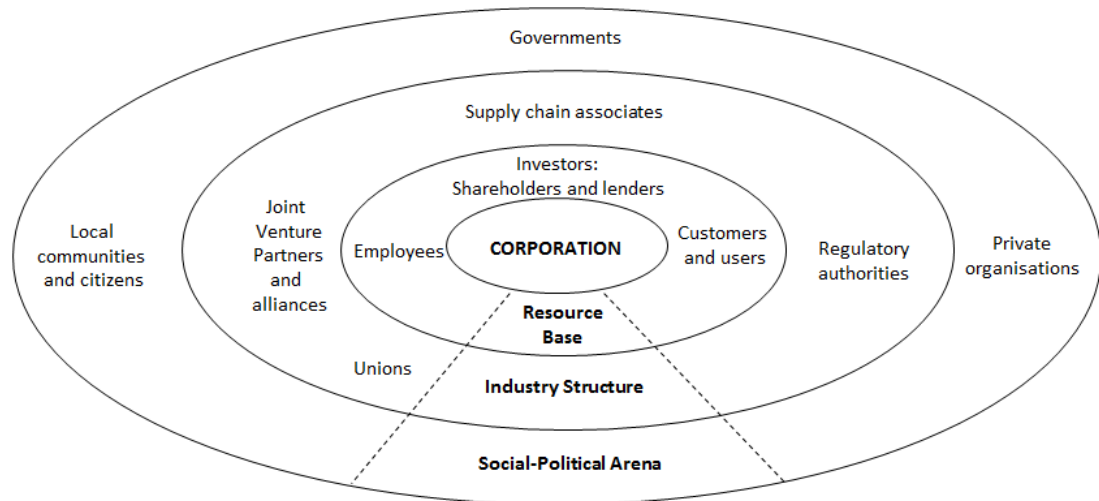 Governments
Supply chain associates
Investors:
Shareholders and lenders
Joint
Venture
Partners
and
alliances
Local
communities
and citizens
Employees
CORPORATION
Customers
and users
Regulatory
authorities
Private
organisations
Resource
Base
Unions
Industry Structure
Social-Political Arena